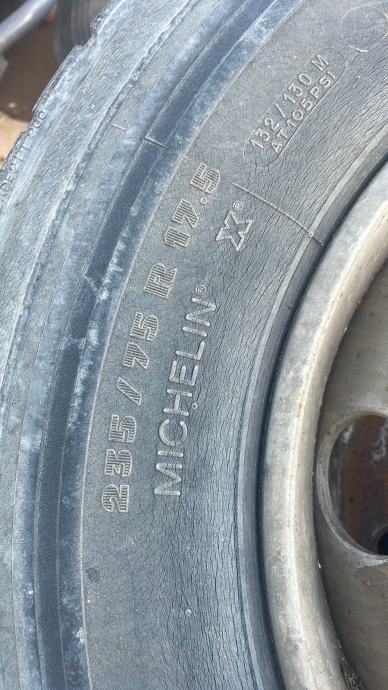 235/75 R 17.5
MICHELIN® X®
132/130 M
AT 105 PSI